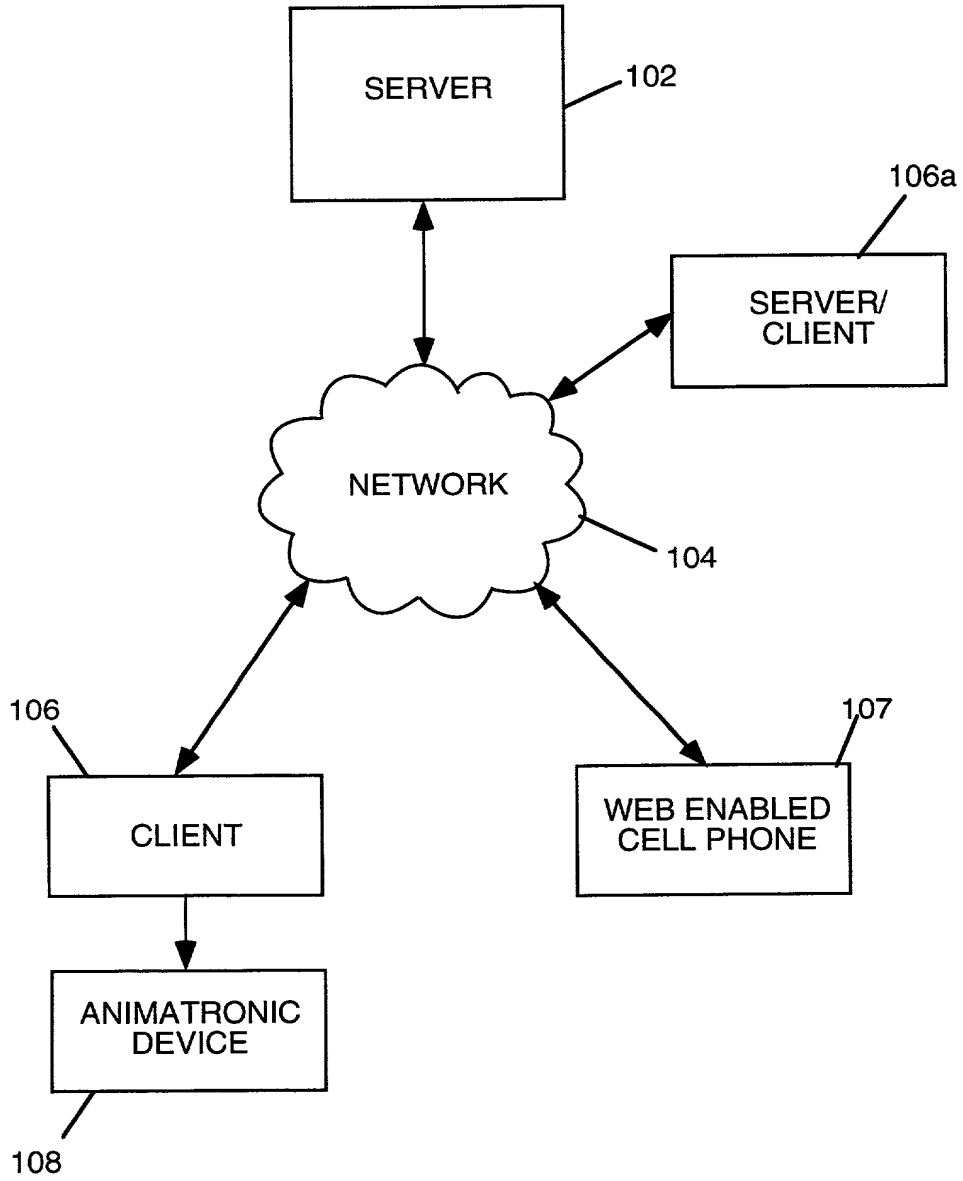 SERVER
102
106a
SERVER/
CLIENT
NETWORK
104
106
107
CLIENT
WEB ENABLED
CELL PHONE
ANIMATRONIC
DEVICE
108